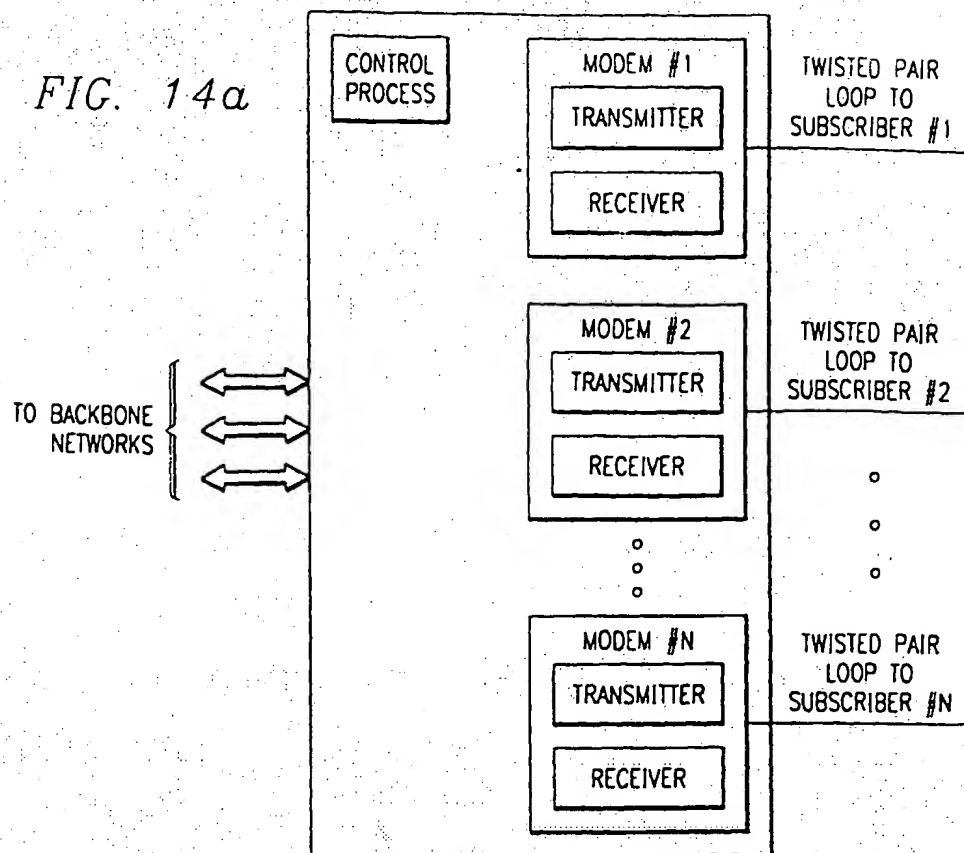 FIG. 14a
CONTROL
PROCESS
MODEM #1
TRANSMITTER
RECEIVER
TWISTED PAIR
LOOP TO
SUBSCRIBER #1
MODEM #2
TRANSMITTER
RECEIVER
TWISTED PAIR
LOOP TO
SUBSCRIBER #2
TO BACKBONE
NETWORKS
MODEM #N
TRANSMITTER
RECEIVER
TWISTED PAIR
LOOP TO
SUBSCRIBER #N